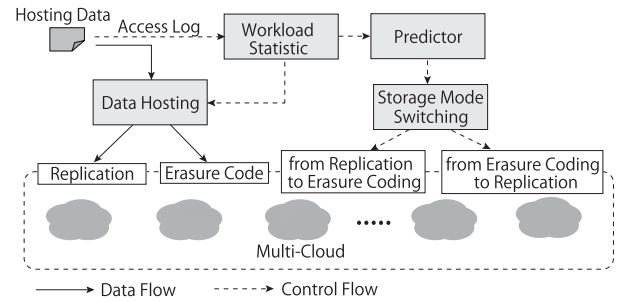 Hosting Data
Access Log
Workload
Statistic
Predictor
Data Hosting
Storage Mode
Switching
Replication
Erasure Code
from Replication
to Erasure Coding
from Erasure Coding
to Replication
Multi-Cloud
Data Flow
Control Flow